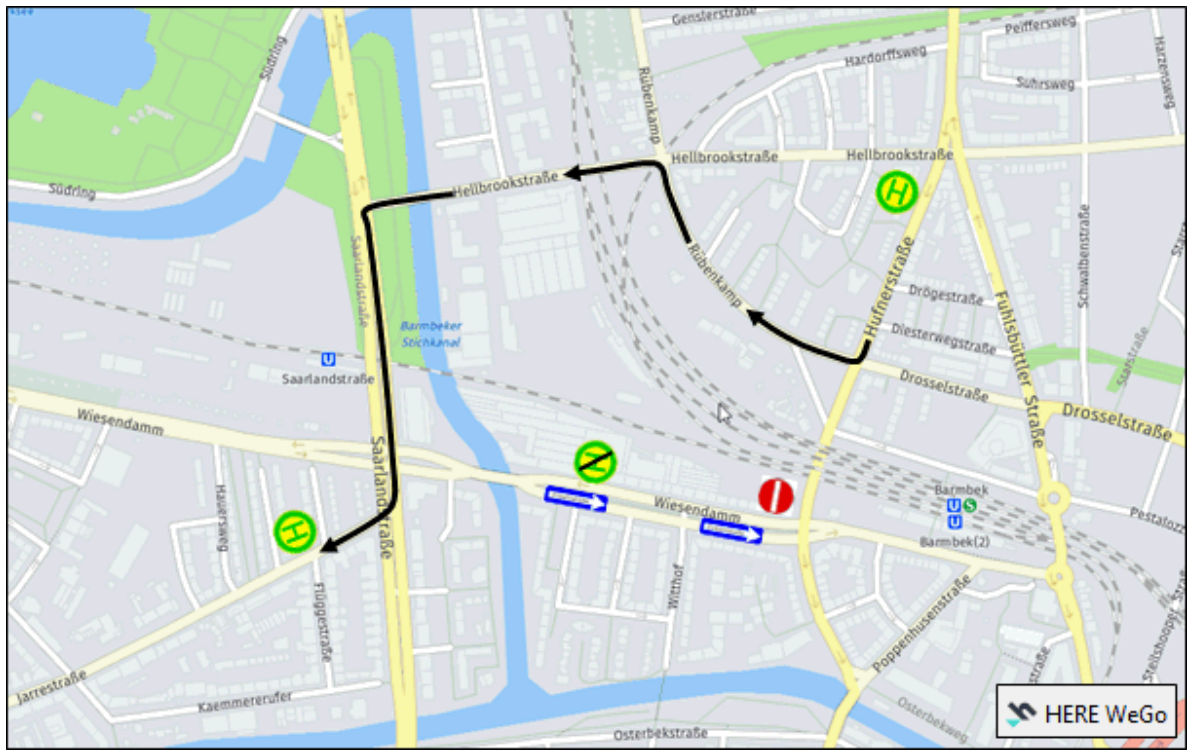 Genslerstraße
Peiffersweg
Hardorffsweg
Harzensweg
Suhrsweg
Südring
Rübenkamp
Hellbrookstraße
Hellbrookstraße
Südring
Hellbrookstraße
H
Schwalbenstraße
Saarlandstraße
Rübenkamp
Hufnerstraße
Drögestraße
Fuhlsbüttler Straße
Barmbeker
Stichkanal
Diesterwegstraße
U
Saarlandstraße
Drosselstraße
Drosselstraße
Wiesendamm
Saarlandstraße
H
Wiesendamm
Barmbek
U S
U
Barmbek(2)
Hauersweg
H
Witthof
Flüggestraße
Poppenhusenstraße
Jarrestraße
Kaemmererufer
Osterbekweg
Osterbekstraße
HERE WeGo